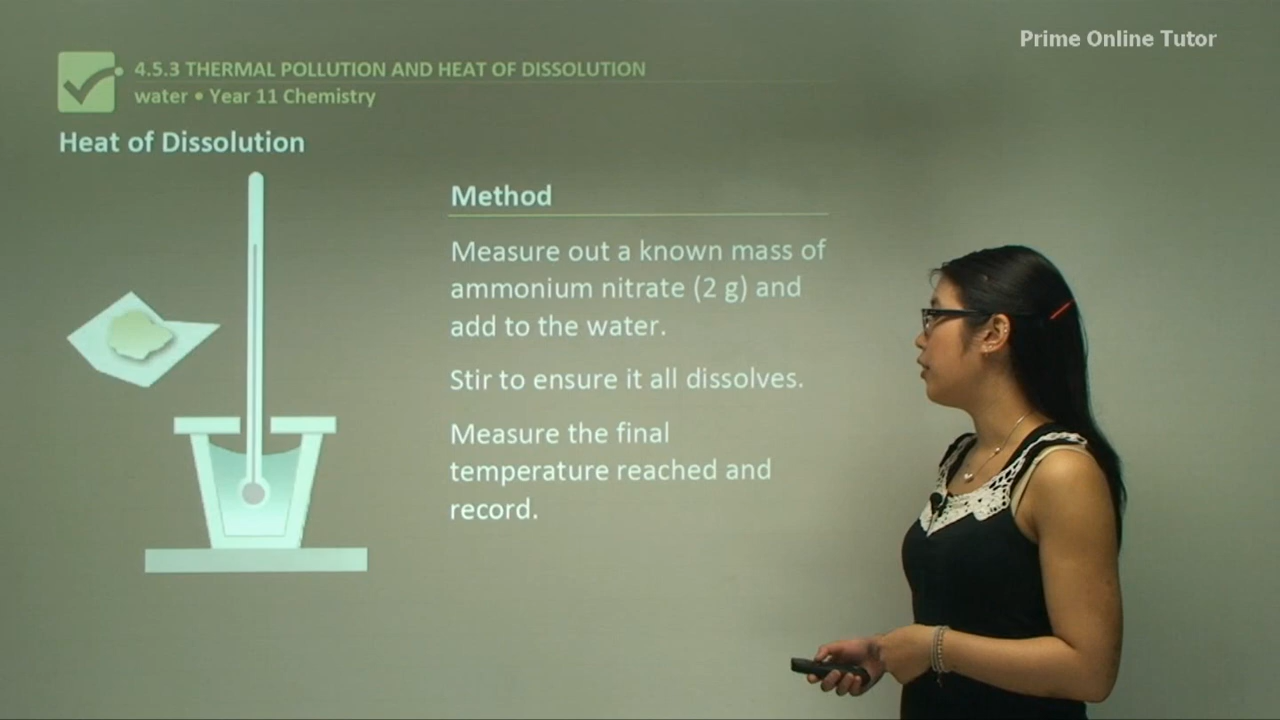 Prime Online Tutor
4.5.3 THERMAL POLLUTION AND HEAT OF DISSOLUTION
water • Year 11 Chemistry
Heat of Dissolution
Method
Measure out a known mass of
ammonium nitrate (2 g) and
add to the water.
Stir to ensure it all dissolves.
Measure the final
temperature reached and
record.